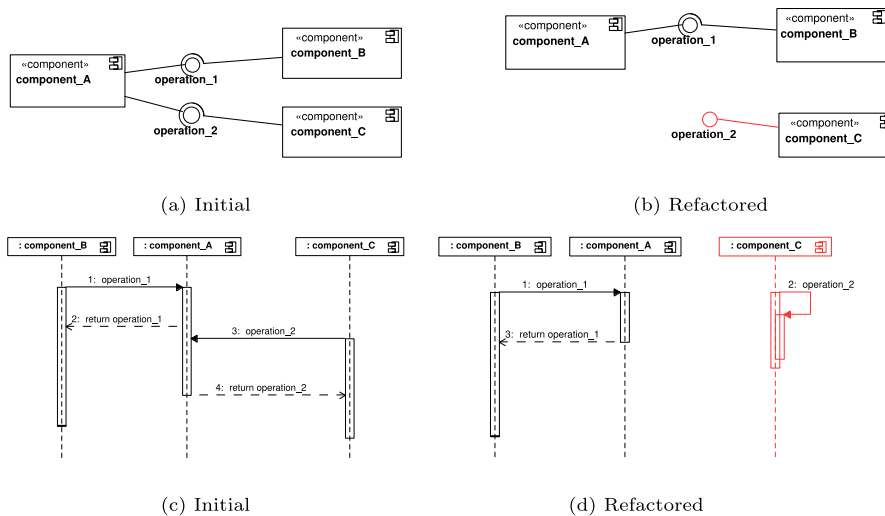 «component»
component_A
operation_1
operation_2
«component»
component_B
«component»
component_C
(a) Initial
«component»
component_A
operation_1
«component»
component_B
operation_2
«component»
component_C
(b) Refactored
: component_B
: component_A
: component_C
1: operation_1
2: return operation_1
3: operation_2
4: return operation_2
(c) Initial
: component_B
: component_A
: component_C
1: operation_1
2: operation_2
3: return operation_1
(d) Refactored